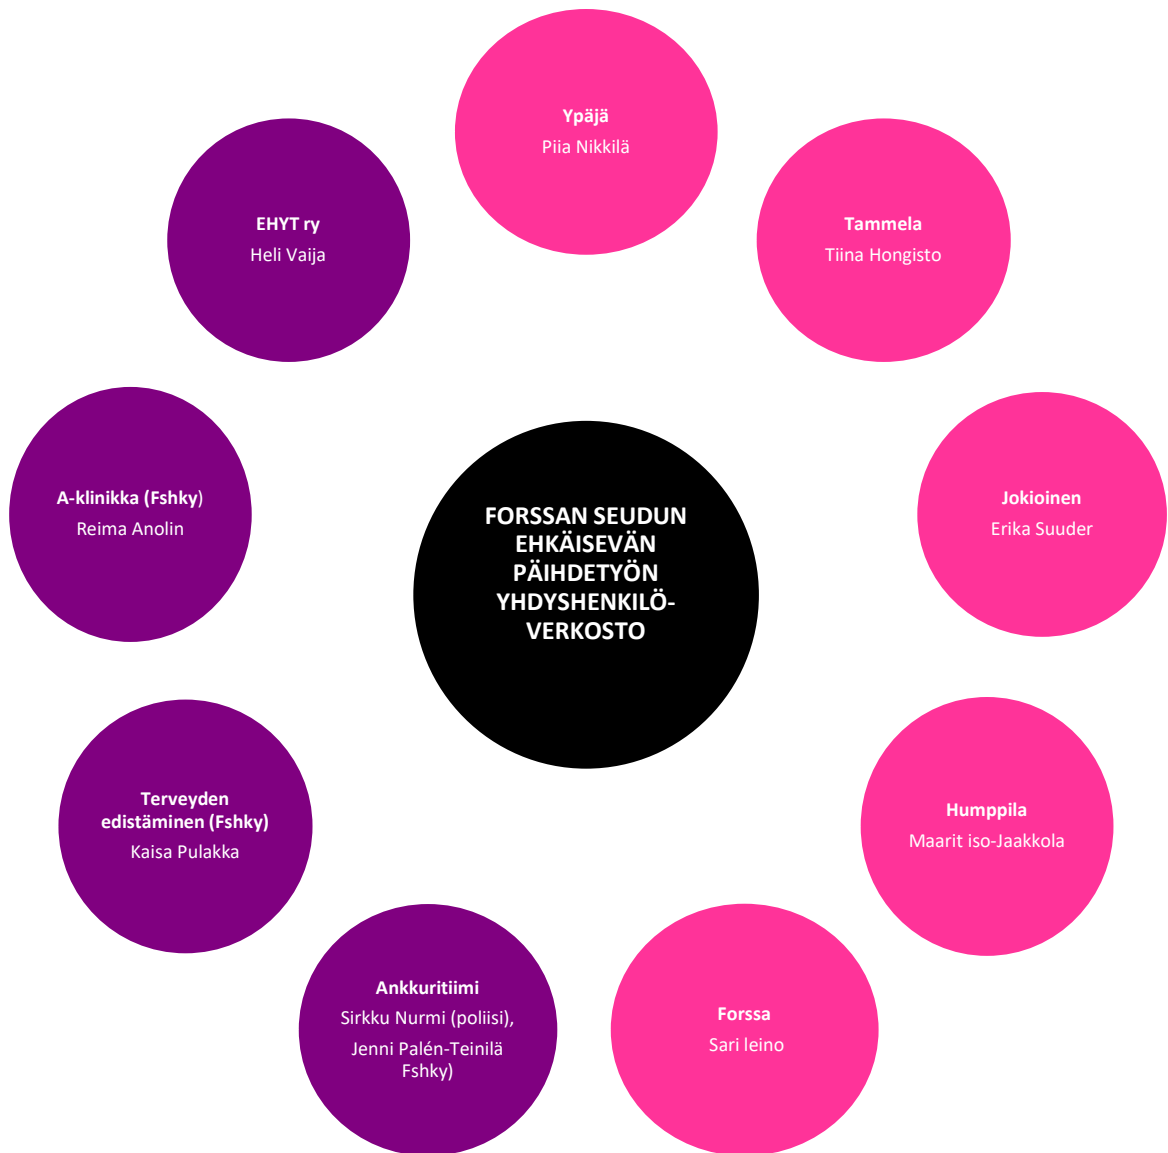 Ypäjä
Piia Nikkilä
Tammela
Tiina Hongisto
Jokioinen
Erika Suuder
Humppila
Maarit iso-Jaakkola
Forssa
Sari leino
Ankkuritiimi
Sirkku Nurmi (poliisi),
Jenni Palén-Teinilä
Fshky)
Terveyden
edistäminen (Fshky)
Kaisa Pulakka
A-klinikka (Fshky)
Reima Anolin
EHYT ry
Heli Vaija
FORSSAN SEUDUN
EHKÄISEVÄN
PÄIHDETYÖN
YHDYSHENKILÖ-
VERKOSTO